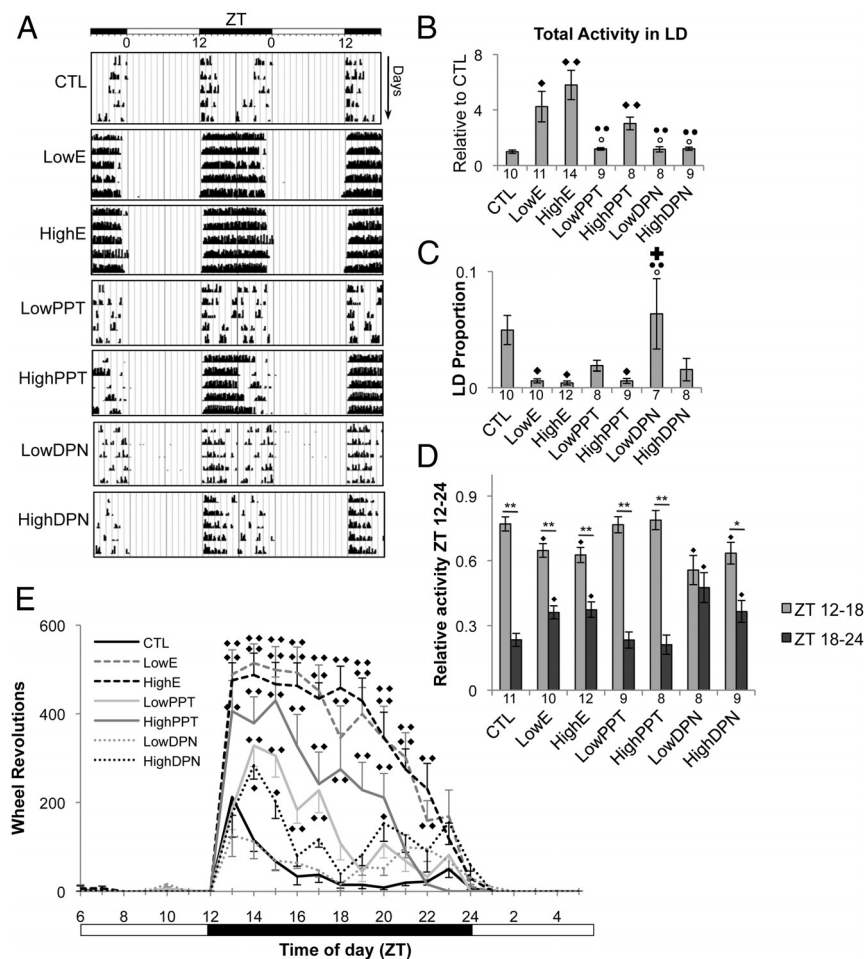 A
ZT
0 12 0 12
CTL
Days
LowE
HighE
LowPPT
HighPPT
LowDPN
HighDPN
B
Total Activity in LD
Relative to CTL
8
4
0
10 11 14 9 8 8 9
CTL LowE HighE LowPPT HighPPT LowDPN HighDPN
C
LD Proportion
0.1
0
10 10 12 8 9 7 8
CTL LowE HighE LowPPT HighPPT LowDPN HighDPN
D
Relative activity ZT 12-24
0.9
0.6
0.3
0
** ** ** ** ** *
11 10 12 9 8 8 9
CTL LowE HighE LowPPT HighPPT LowDPN HighDPN
ZT 12-18
ZT 18-24
E
Wheel Revolutions
600
400
200
0
CTL
LowE
HighE
LowPPT
HighPPT
LowDPN
HighDPN
6 8 10 12 14 16 18 20 22 24 2 4
Time of day (ZT)